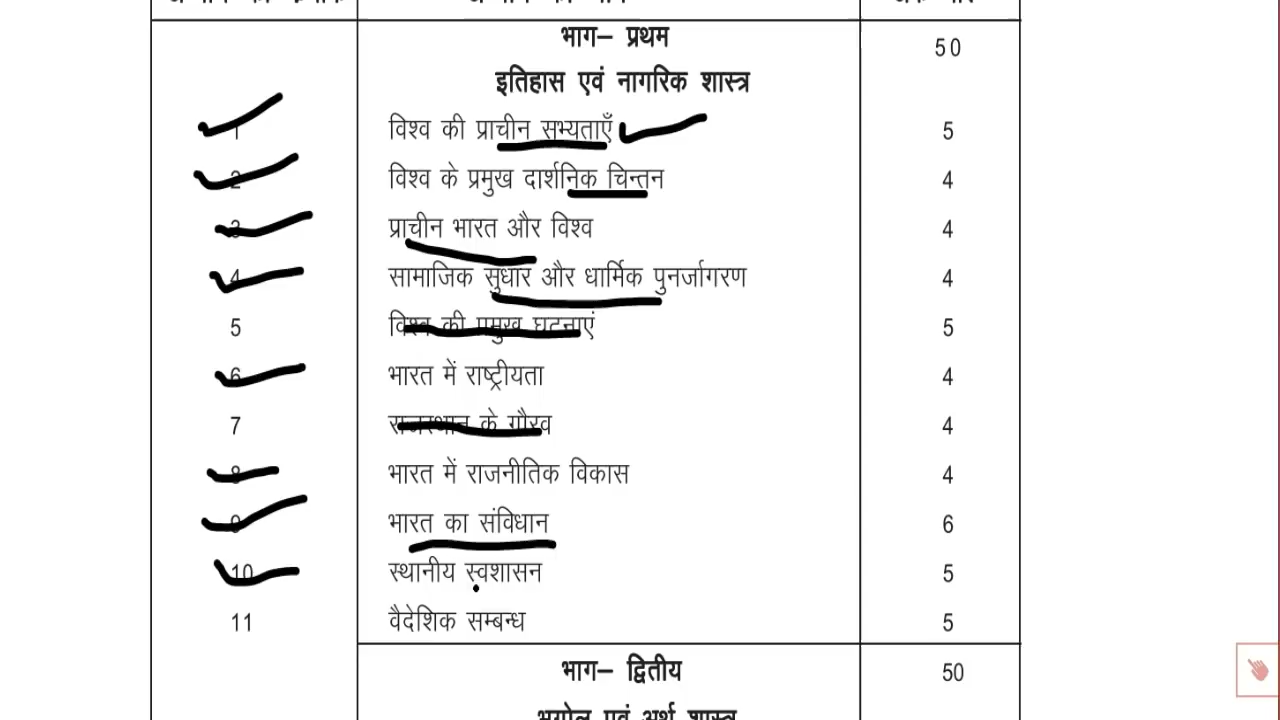 भाग– प्रथम 50
इतिहास एवं नागरिक शास्त्र
1 विश्व की प्राचीन सभ्यताएँ 5
2 विश्व के प्रमुख दार्शनिक चिन्तन 4
3 प्राचीन भारत और विश्व 4
4 सामाजिक सुधार और धार्मिक पुनर्जागरण 4
5 विश्व की प्रमुख घटनाएं 5
6 भारत में राष्ट्रीयता 4
7 राजस्थान के गौरव 4
8 भारत में राजनीतिक विकास 4
9 भारत का संविधान 6
10 स्थानीय स्वशासन 5
11 वैदेशिक सम्बन्ध 5
भाग– द्वितीय 50
भूगोल एवं अर्थ शास्त्र